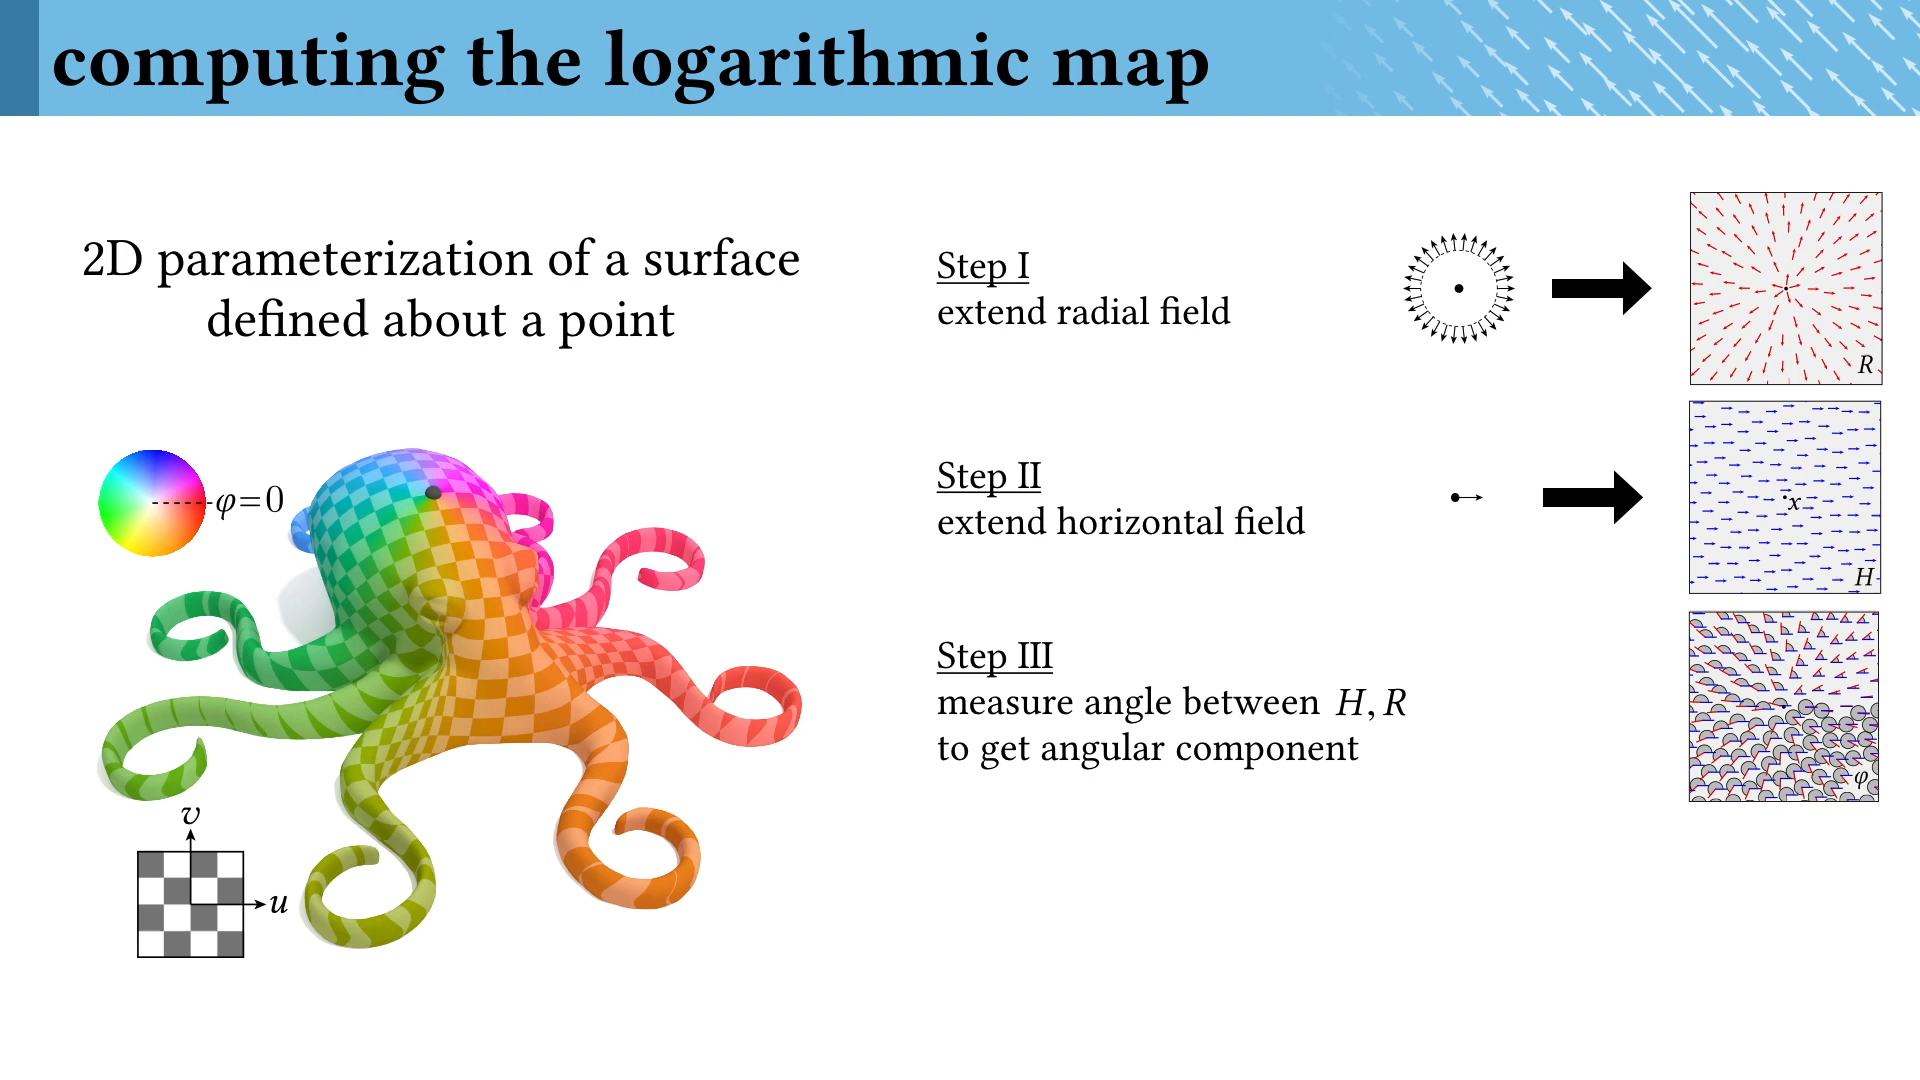 computing the logarithmic map
2D parameterization of a surface
defined about a point
φ=0
v
u
Step I
extend radial field
R
Step II
extend horizontal field
x
H
Step III
measure angle between H, R
to get angular component
φ